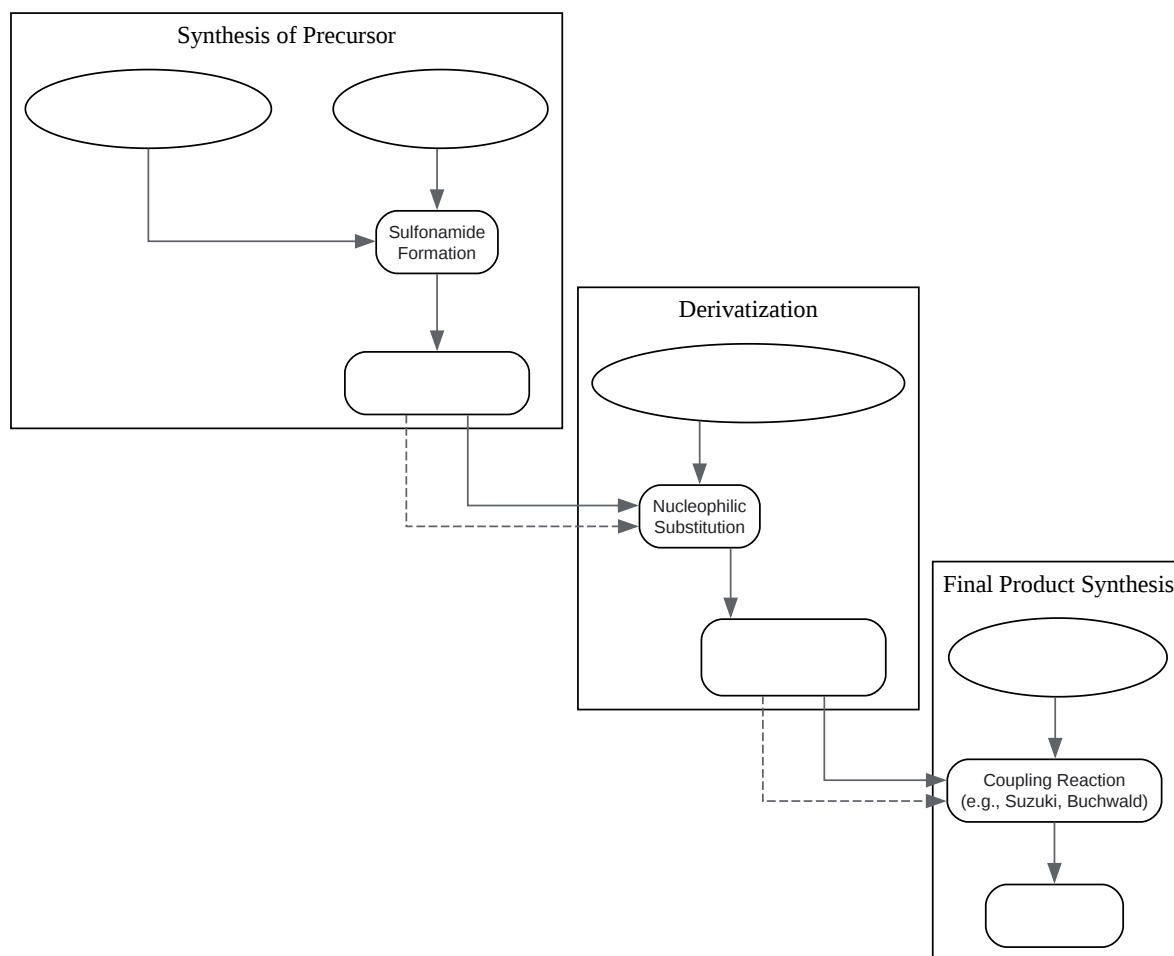 Synthesis of Precursor
Sulfonamide
Formation
Derivatization
Nucleophilic
Substitution
Final Product Synthesis
Coupling Reaction
(e.g., Suzuki, Buchwald)